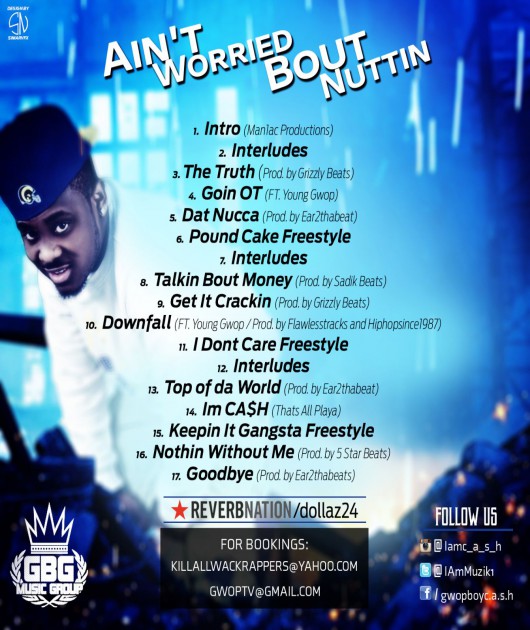 DESIGN BY
SN
SWANKYS
AIN'T WORRIED BOUT NUTTIN
1. Intro (Man1ac Productions)
2. Interludes
3. The Truth (Prod. by Grizzly Beats)
4. Goin OT (FT. Young Gwop)
5. Dat Nucca (Prod. by Ear2thabeat)
6. Pound Cake Freestyle
7. Interludes
8. Talkin Bout Money (Prod. by Sadik Beats)
9. Get It Crackin (Prod. by Grizzly Beats)
10. Downfall (FT. Young Gwop / Prod. by Flawlesstracks and Hiphopsince1987)
11. I Dont Care Freestyle
12. Interludes
13. Top of da World (Prod. by Ear2thabeat)
14. Im CA$H (Thats All Playa)
15. Keepin It Gangsta Freestyle
16. Nothin Without Me (Prod. by 5 Star Beats)
17. Goodbye (Prod. by Ear2thabeats)
REVERBNATION/dollaz24
FOR BOOKINGS:
KILLALLWACKRAPPERS@YAHOO.COM
GWOPTV@GMAIL.COM
GBG
MUSIC GROUP
FOLLOW US
@Iamc_a_s_h
@IAmMuzik1
f / gwopboyc.a.s.h